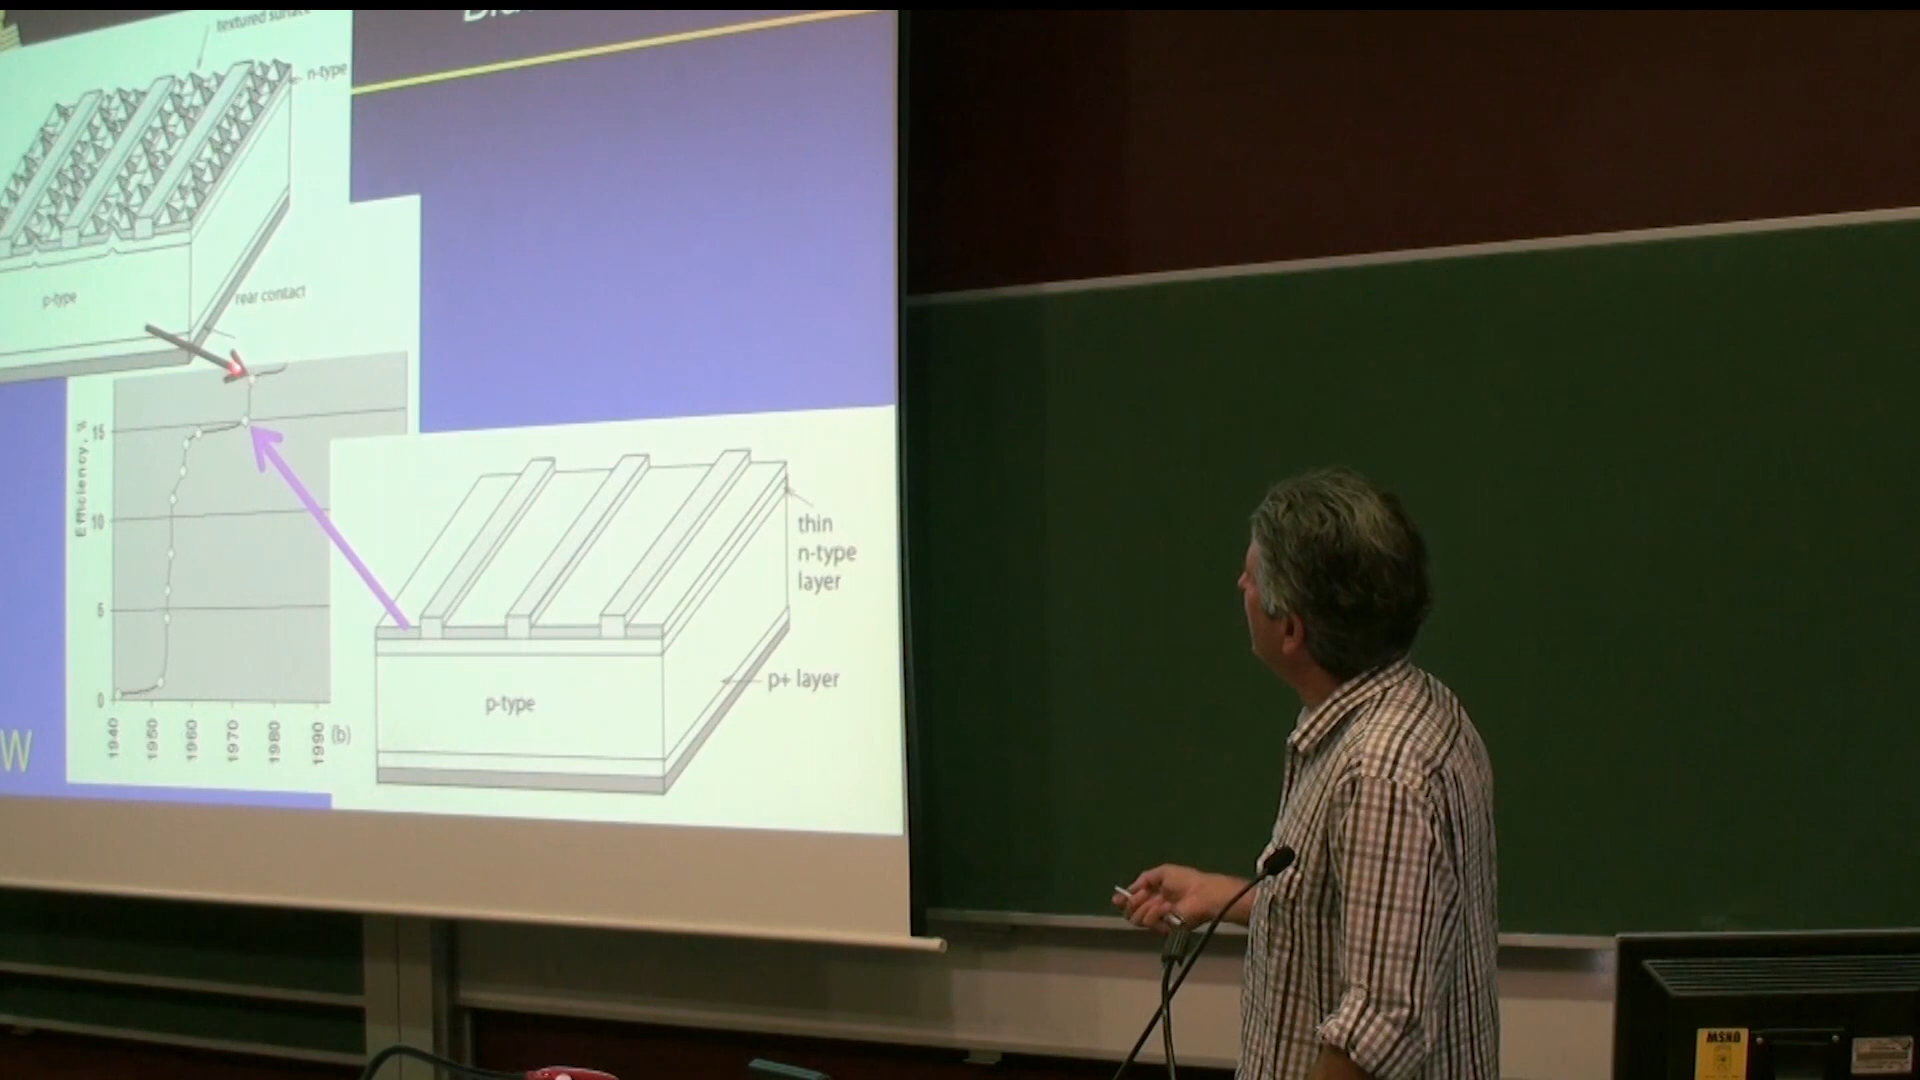 textured surface
n-type
p-type
rear contact
Efficiency, %
15
10
5
0
1940
1950
1960
1970
1980
1990
(b)
thin
n-type
layer
p-type
p+ layer
W
MSNO